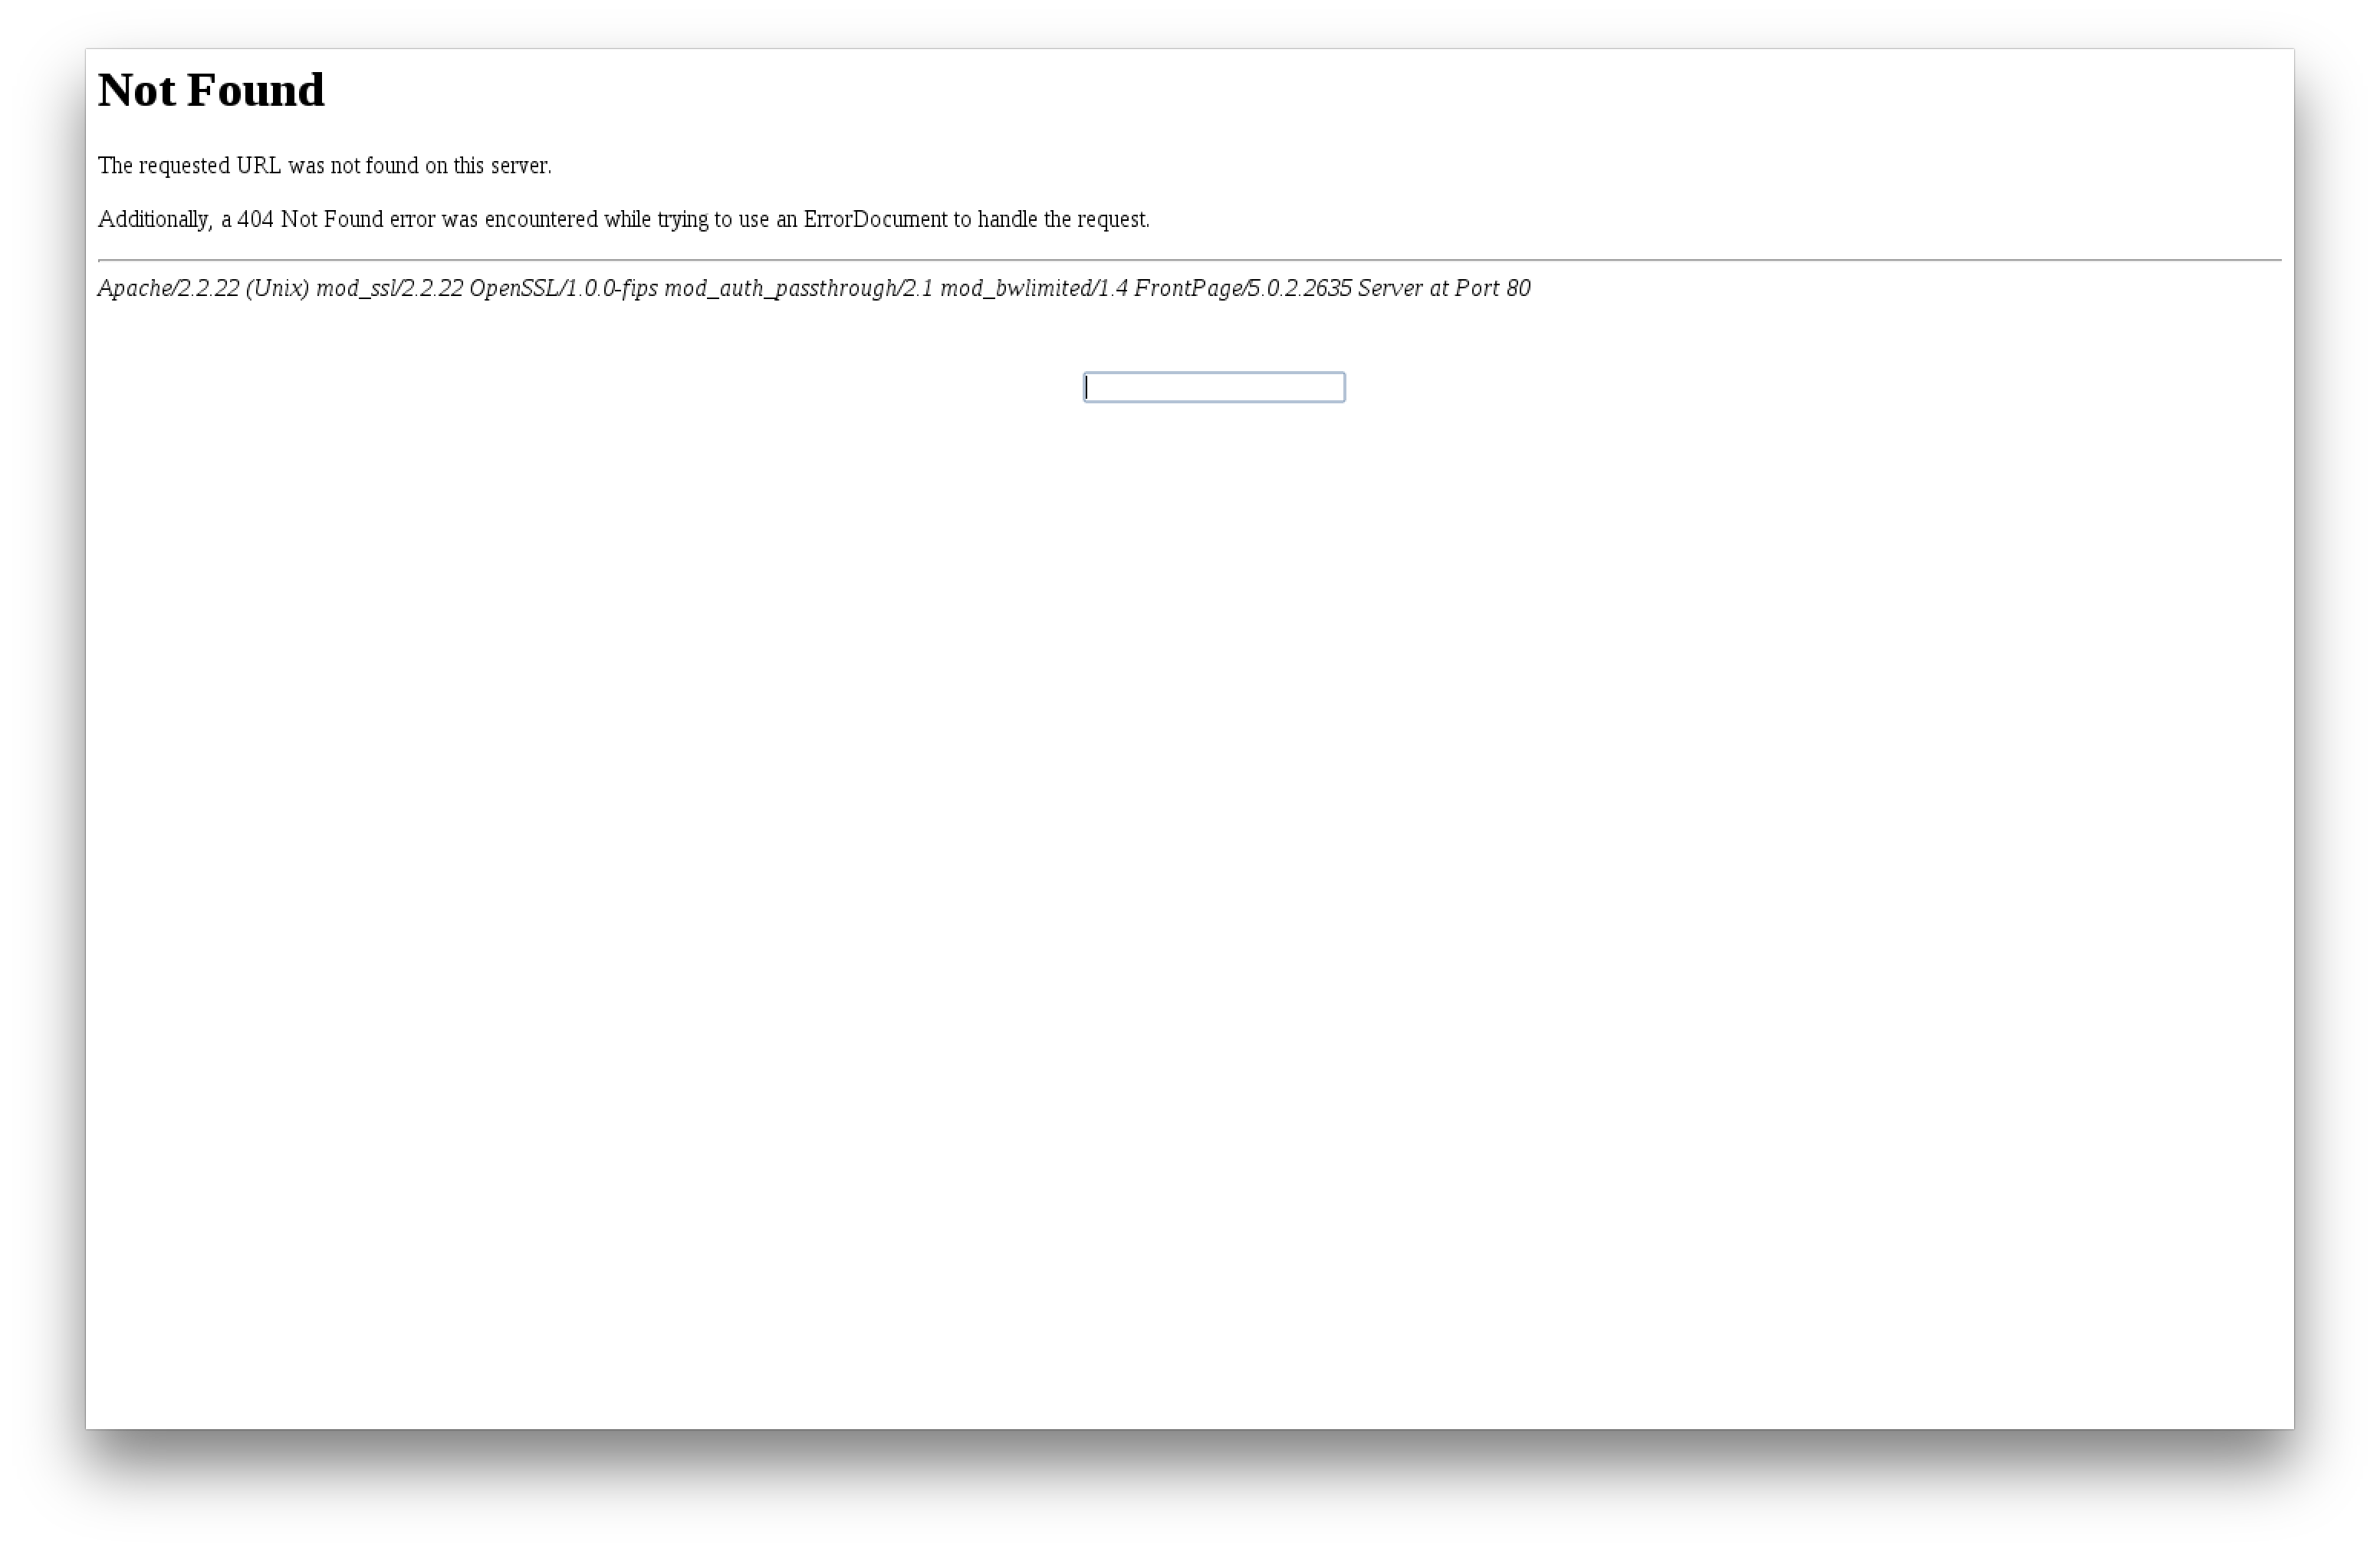 Not Found
The requested URL was not found on this server.
Additionally, a 404 Not Found error was encountered while trying to use an ErrorDocument to handle the request.
Apache/2.2.22 (Unix) mod_ssl/2.2.22 OpenSSL/1.0.0-fips mod_auth_passthrough/2.1 mod_bwlimited/1.4 FrontPage/5.0.2.2635 Server at Port 80